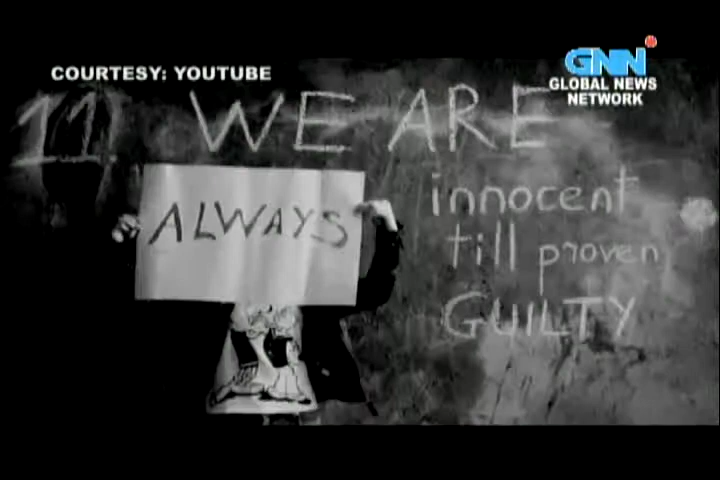 COURTESY: YOUTUBE
GNN
GLOBAL NEWS
NETWORK
11 WE ARE
ALWAYS
innocent
till proven
GUILTY